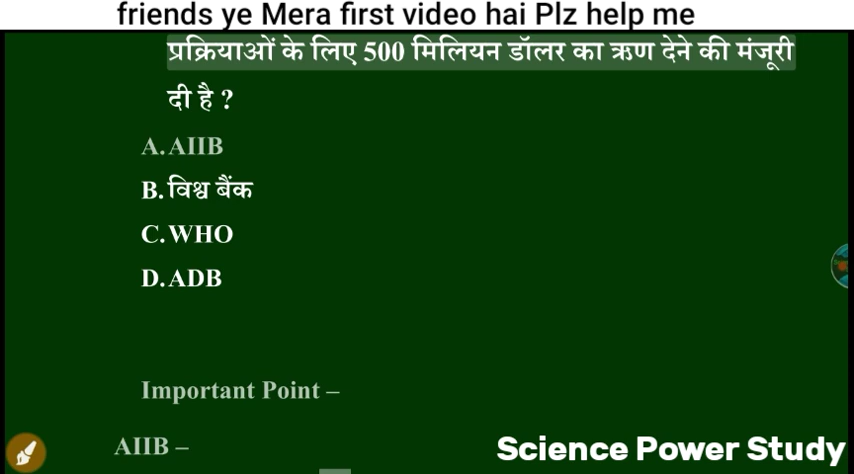 friends ye Mera first video hai Plz help me
प्रक्रियाओं के लिए 500 मिलियन डॉलर का ऋण देने की मंजूरी
दी है ?
A. AIIB
B. विश्व बैंक
C. WHO
D. ADB
Important Point –
AIIB –
Science Power Study